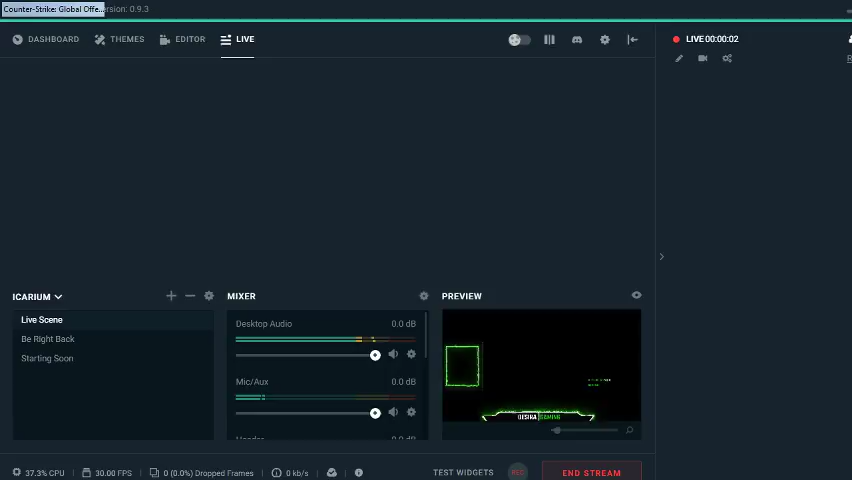 Counter-Strike: Global Offe... rsion: 0.9.3
DASHBOARD THEMES EDITOR LIVE
LIVE 00:00:02
ICARIUM MIXER PREVIEW
Live Scene
Be Right Back
Starting Soon
Desktop Audio 0.0 dB
Mic/Aux 0.0 dB
GAMING
37.3% CPU 30.00 FPS 0 (0.0%) Dropped Frames 0 kb/s TEST WIDGETS REC END STREAM